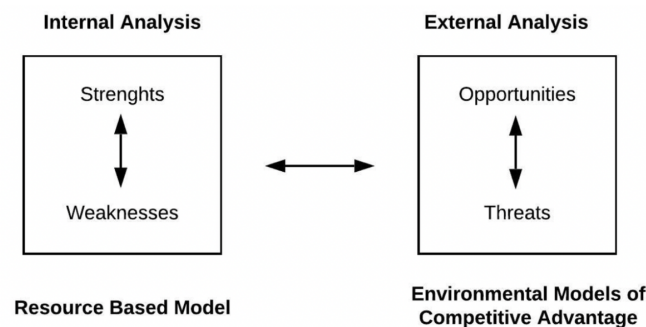 Internal Analysis
External Analysis
Strenghts
Opportunities
Weaknesses
Threats
Resource Based Model
Environmental Models of
Competitive Advantage